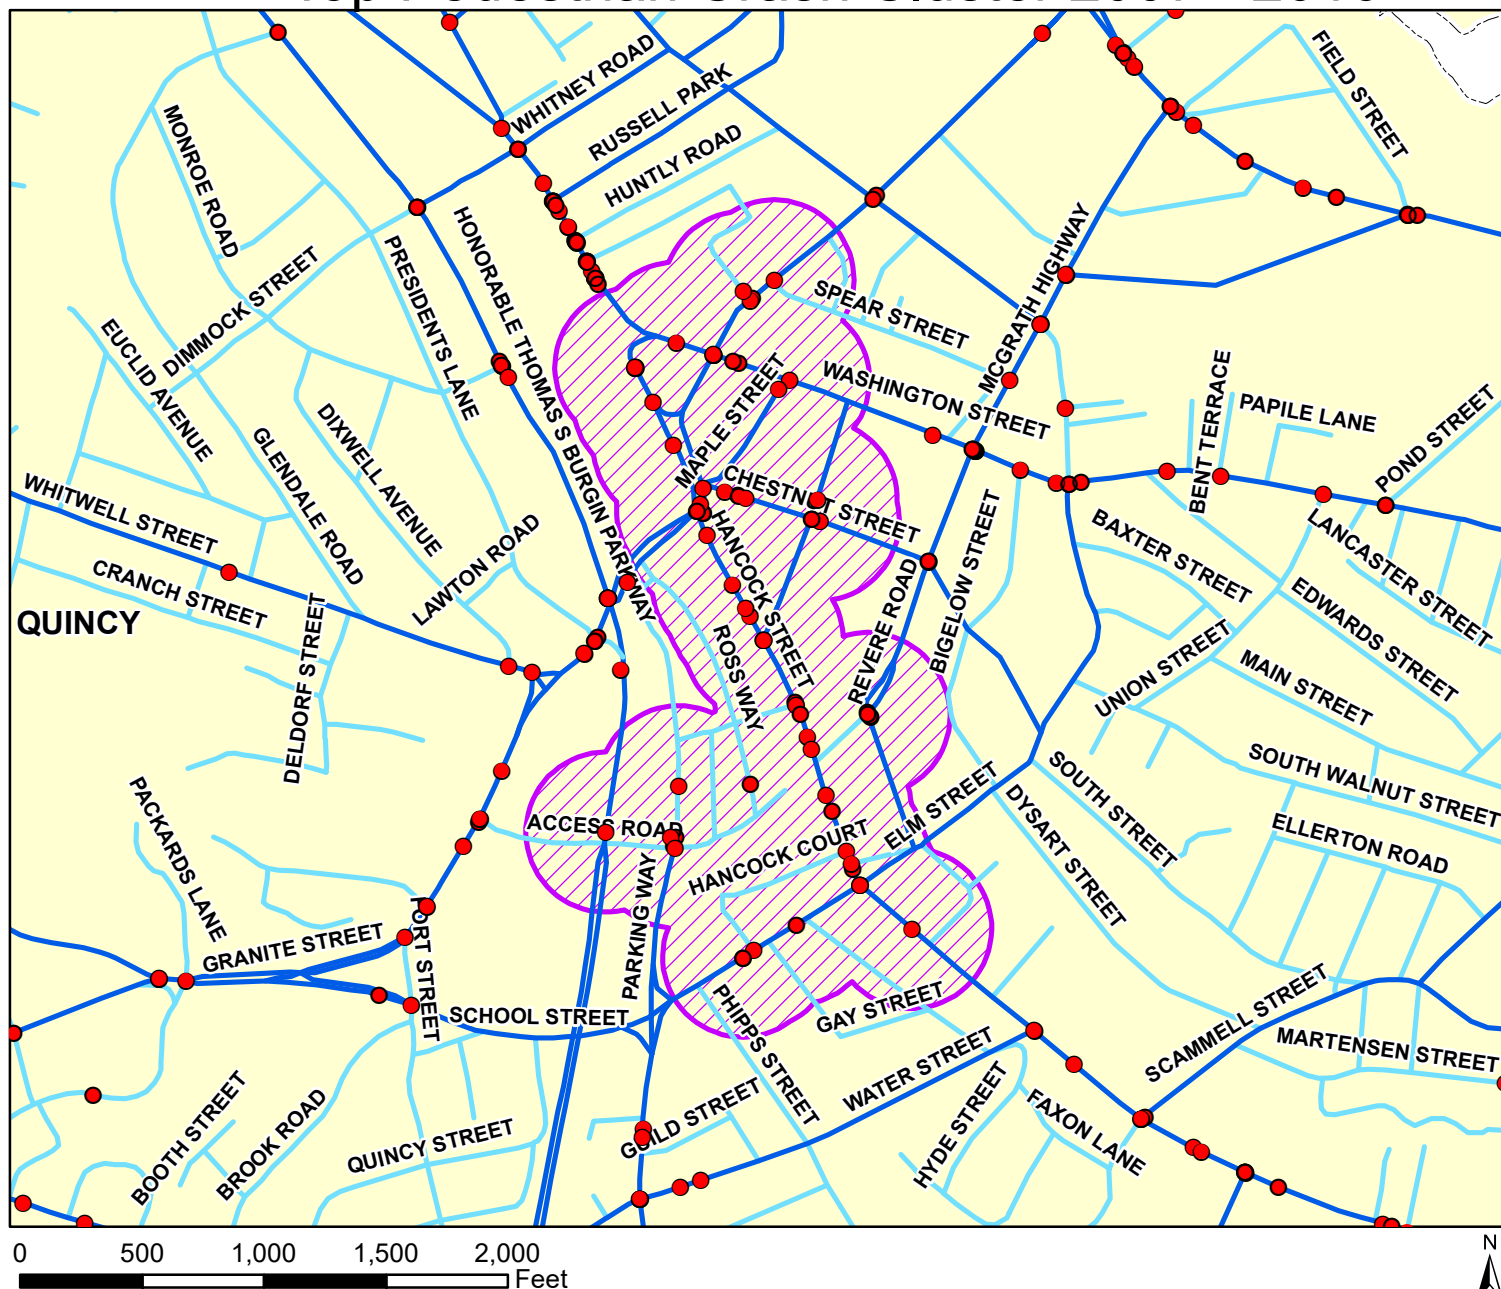 WHITNEY ROAD
RUSSELL PARK
HUNTLY ROAD
FIELD STREET
MONROE ROAD
DIMMOCK STREET
PRESIDENTS LANE
HONORABLE THOMAS S BURGIN PARKWAY
MCGRATH HIGHWAY
SPEAR STREET
EUCLID AVENUE
WASHINGTON STREET
MAPLE STREET
BENT TERRACE
PAPILE LANE
POND STREET
GLENDALE ROAD
DIXWELL AVENUE
WHITWELL STREET
CHESTNUT STREET
CRANCH STREET
LAWTON ROAD
HANCOCK STREET
BIGELOW STREET
BAXTER STREET
LANCASTER STREET
EDWARDS STREET
QUINCY
DELDORF STREET
ROSS WAY
REVERE ROAD
UNION STREET
MAIN STREET
SOUTH WALNUT STREET
PACKARDS LANE
ACCESS ROAD
HANCOCK COURT
ELM STREET
DYSART STREET
SOUTH STREET
ELLERTON ROAD
GRANITE STREET
FORT STREET
PARKING WAY
SCHOOL STREET
PHIPPS STREET
GAY STREET
SCAMMELL STREET
MARTENSEN STREET
WATER STREET
BOOTH STREET
BROOK ROAD
QUINCY STREET
GUILD STREET
HYDE STREET
FAXON LANE
0 500 1,000 1,500 2,000
Feet
N